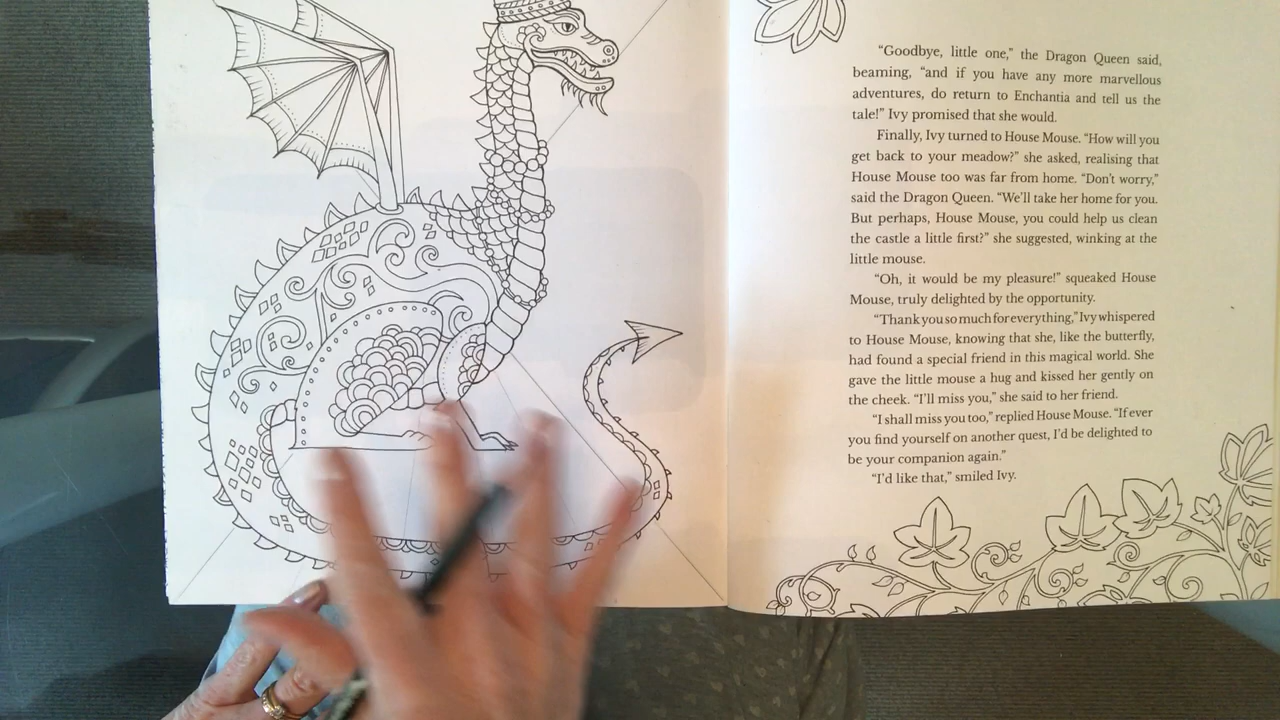 “Goodbye, little one,” the Dragon Queen said,
beaming, “and if you have any more marvellous
adventures, do return to Enchantia and tell us the
tale!” Ivy promised that she would.
Finally, Ivy turned to House Mouse. “How will you
get back to your meadow?” she asked, realising that
House Mouse too was far from home. “Don’t worry,”
said the Dragon Queen. “We’ll take her home for you.
But perhaps, House Mouse, you could help us clean
the castle a little first?” she suggested, winking at the
little mouse.
“Oh, it would be my pleasure!” squeaked House
Mouse, truly delighted by the opportunity.
“Thank you so much for everything,” Ivy whispered
to House Mouse, knowing that she, like the butterfly,
had found a special friend in this magical world. She
gave the little mouse a hug and kissed her gently on
the cheek. “I’ll miss you,” she said to her friend.
“I shall miss you too,” replied House Mouse. “If ever
you find yourself on another quest, I’d be delighted to
be your companion again.”
“I’d like that,” smiled Ivy.